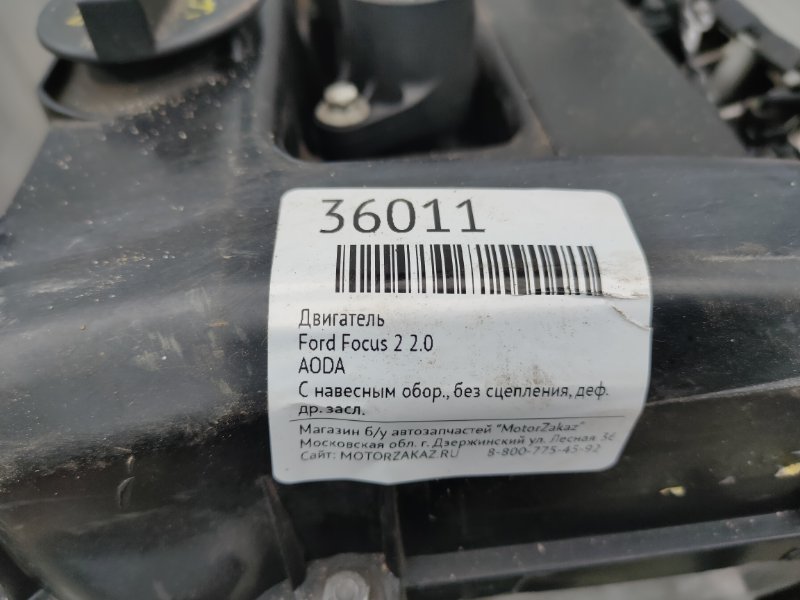 36011
Двигатель
Ford Focus 2 2.0
AODA
С навесным обор., без сцепления, деф.
др. засл.
Магазин б/у автозапчастей "MotorZakaz"
Московская обл. г. Дзержинский ул. Лесная 36
Сайт: MOTORZAKAZ.RU 8-800-775-45-92